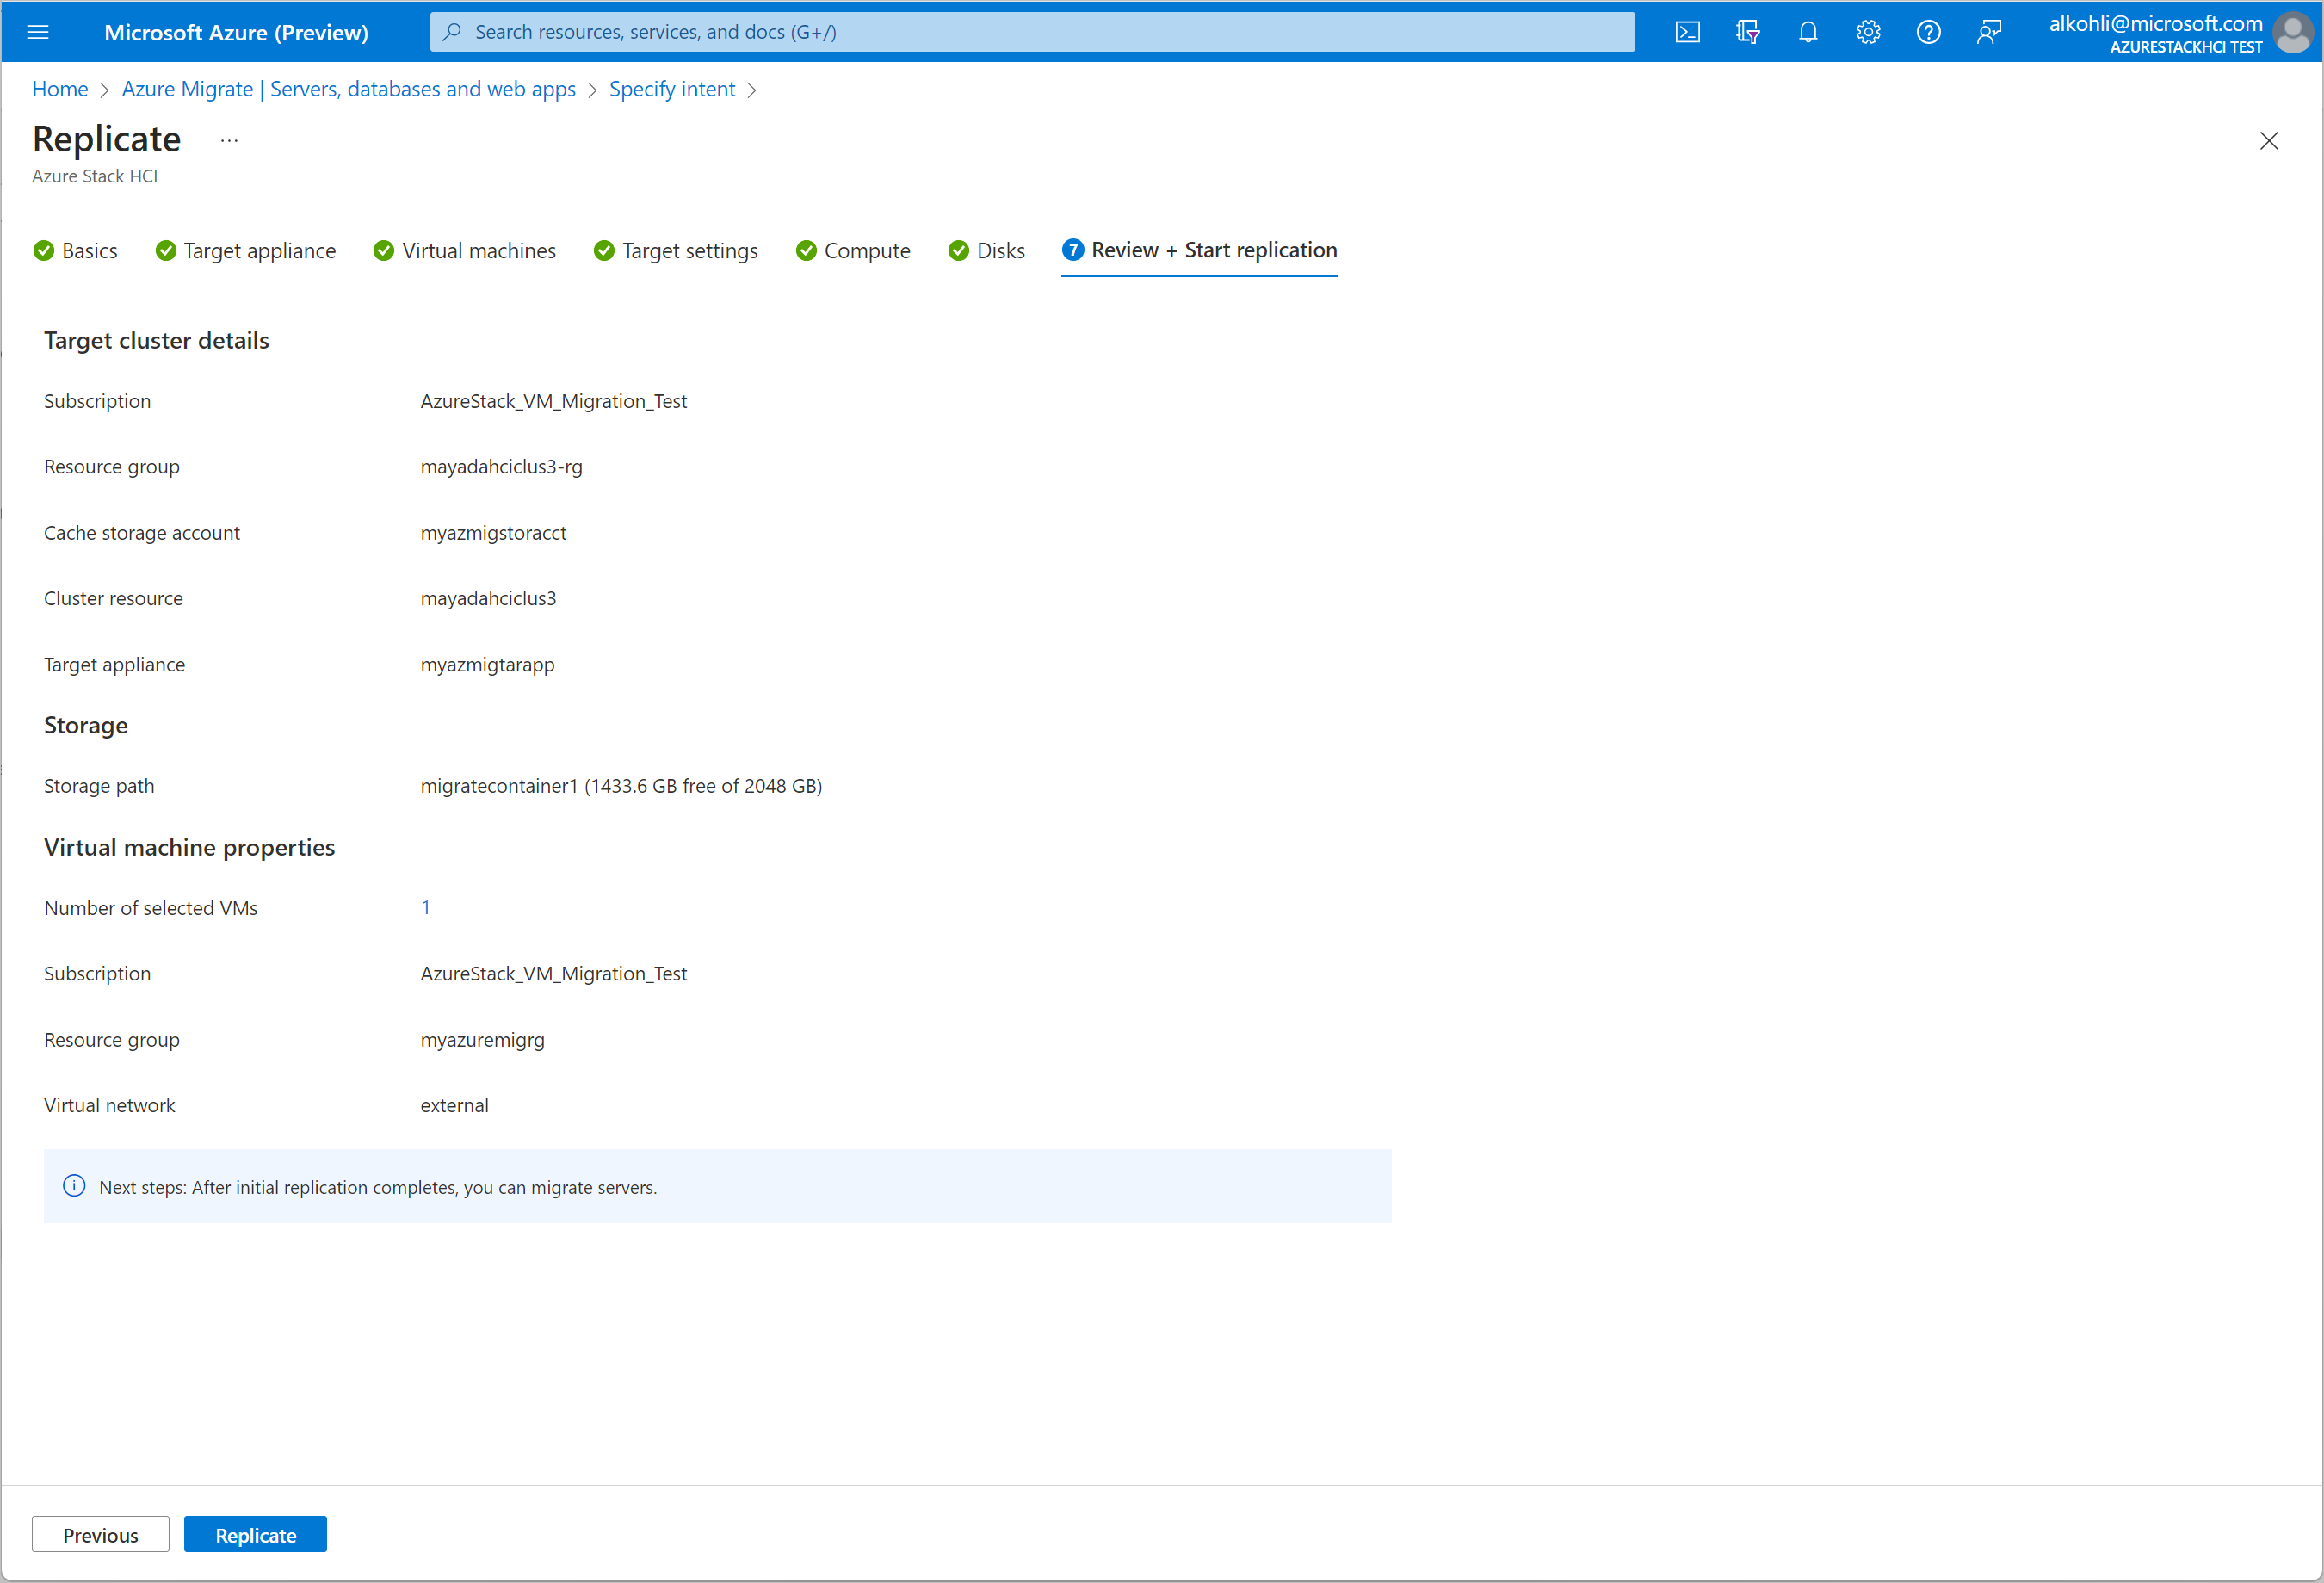 Microsoft Azure (Preview)
Search resources, services, and docs (G+/)
alkohli@microsoft.com
AZURESTACKHCI TEST
Home > Azure Migrate | Servers, databases and web apps > Specify intent >
Replicate ...
Azure Stack HCI
Basics Target appliance Virtual machines Target settings Compute Disks 7 Review + Start replication
Target cluster details
Subscription AzureStack_VM_Migration_Test
Resource group mayadahciclus3-rg
Cache storage account myazmigstoracct
Cluster resource mayadahciclus3
Target appliance myazmigtarapp
Storage
Storage path migratecontainer1 (1433.6 GB free of 2048 GB)
Virtual machine properties
Number of selected VMs 1
Subscription AzureStack_VM_Migration_Test
Resource group myazuremigrg
Virtual network external
Next steps: After initial replication completes, you can migrate servers.
Previous Replicate